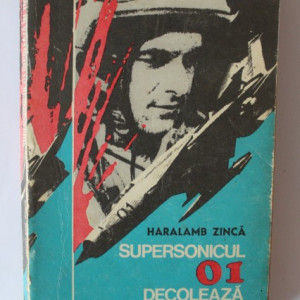 HARALAMB ZINCĂ
SUPERSONICUL
01
DECOLEAZĂ